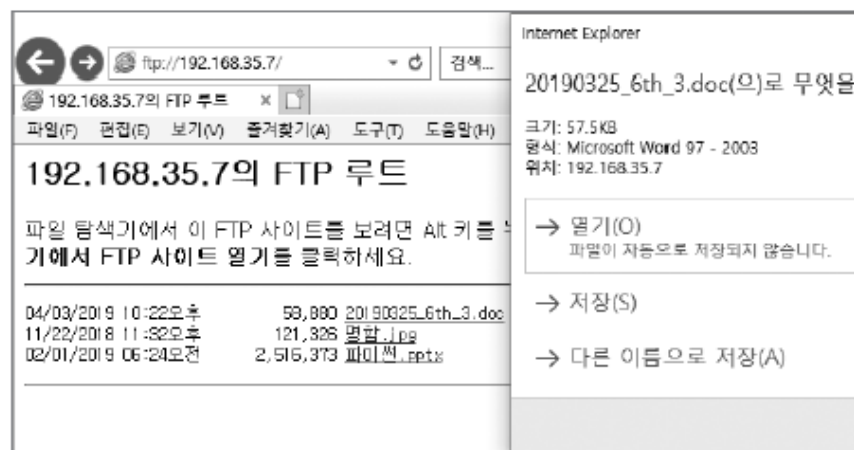 ftp://192.168.35.7/
검색...
192.168.35.7의 FTP 루트
파일(F) 편집(E) 보기(V) 즐겨찾기(A) 도구(T) 도움말(H)
192.168.35.7의 FTP 루트
파일 탐색기에서 이 FTP 사이트를 보려면 Alt 키를
기에서 FTP 사이트 열기를 클릭하세요.
04/03/2019 10:22오후 58,880 20190325_6th_3.doc
11/22/2018 11:32오후 121,326 명함.jpg
02/01/2019 06:24오전 2,516,373 파이썬.pptx
Internet Explorer
20190325_6th_3.doc(으)로 무엇을
크기: 57.5KB
형식: Microsoft Word 97 - 2003
위치: 192.168.35.7
→ 열기(O)
파일이 자동으로 저장되지 않습니다.
→ 저장(S)
→ 다른 이름으로 저장(A)